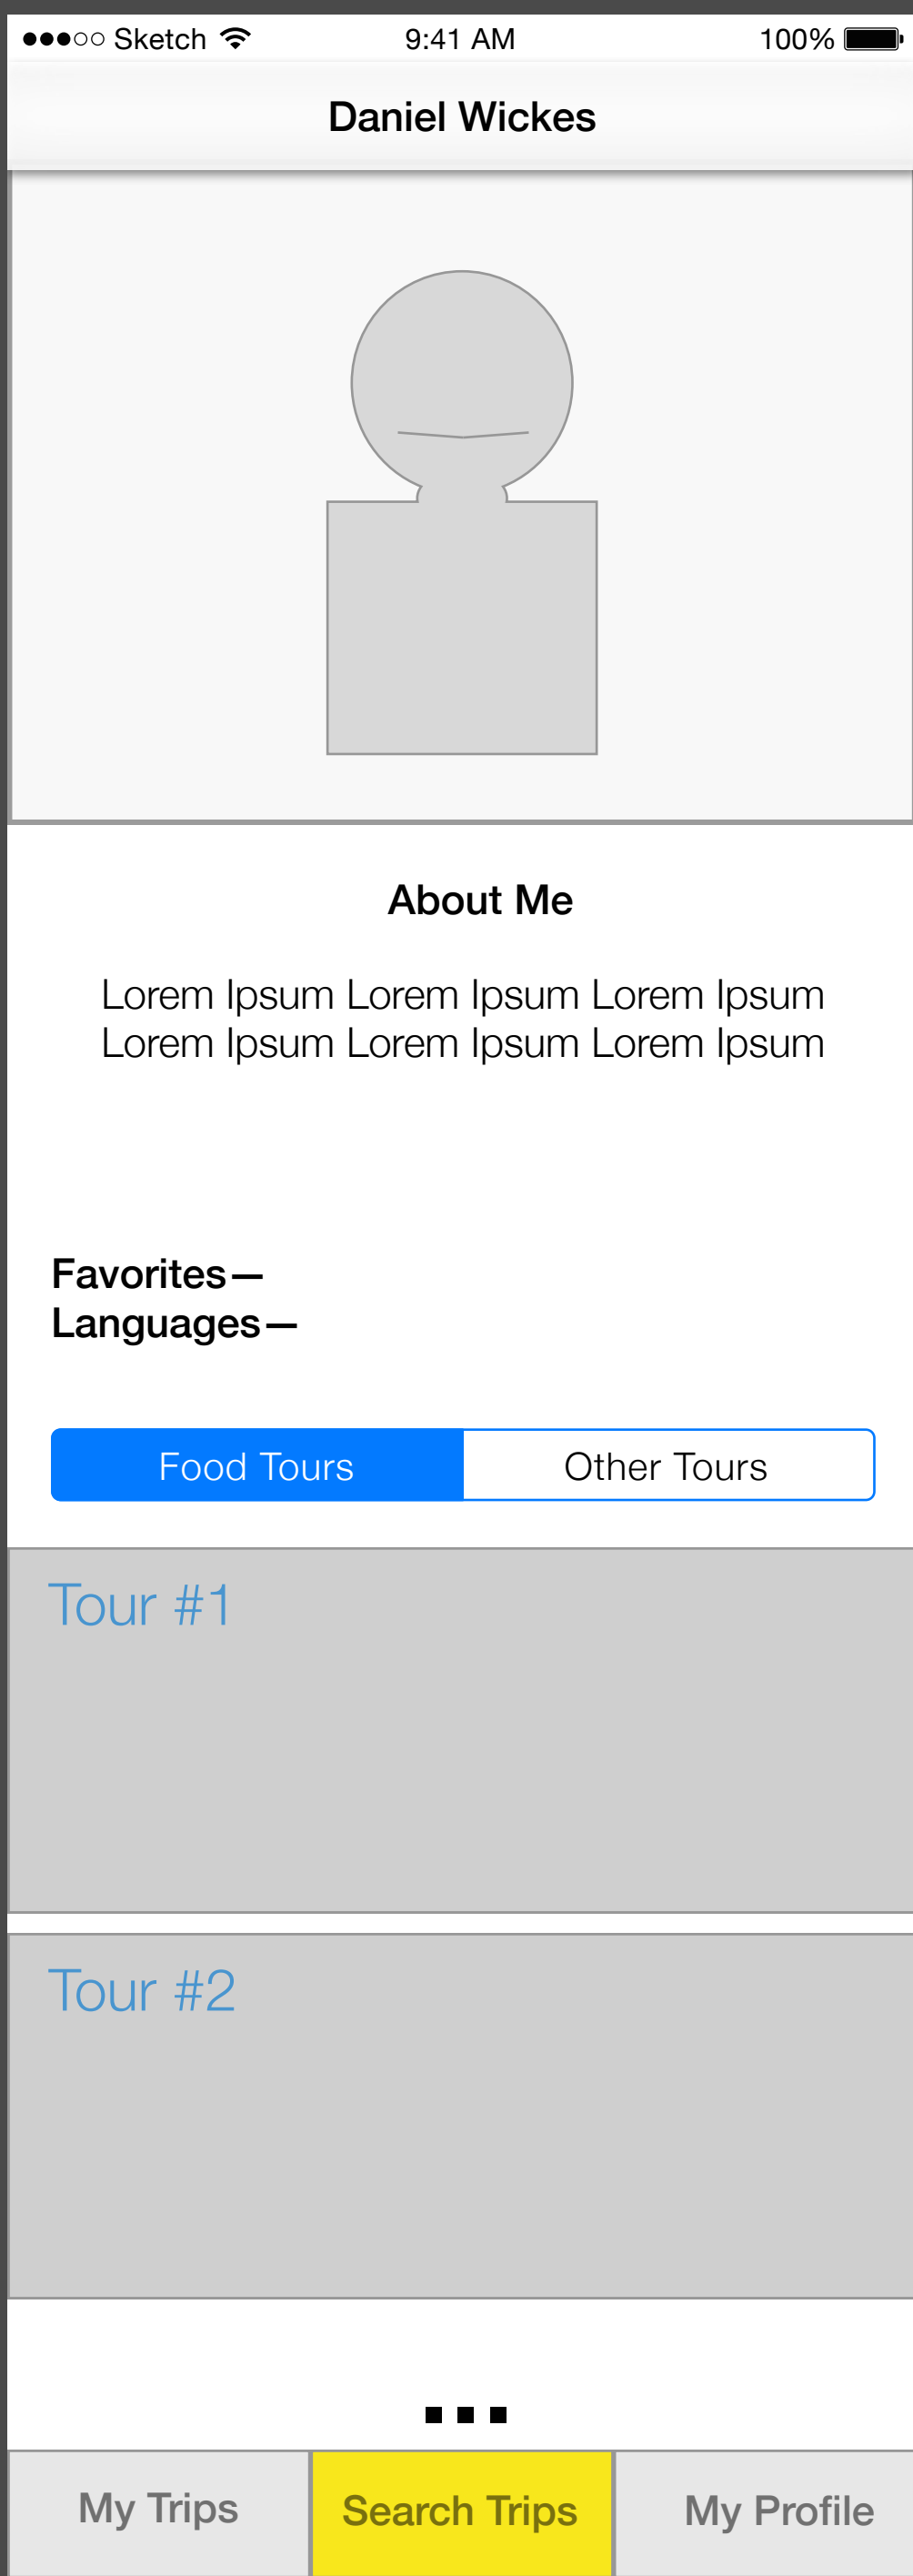 Sketch 9:41 AM 100%
Daniel Wickes
About Me
Lorem Ipsum Lorem Ipsum Lorem Ipsum
Lorem Ipsum Lorem Ipsum Lorem Ipsum
Favorites—
Languages—
Food Tours Other Tours
Tour #1
Tour #2
...
My Trips Search Trips My Profile